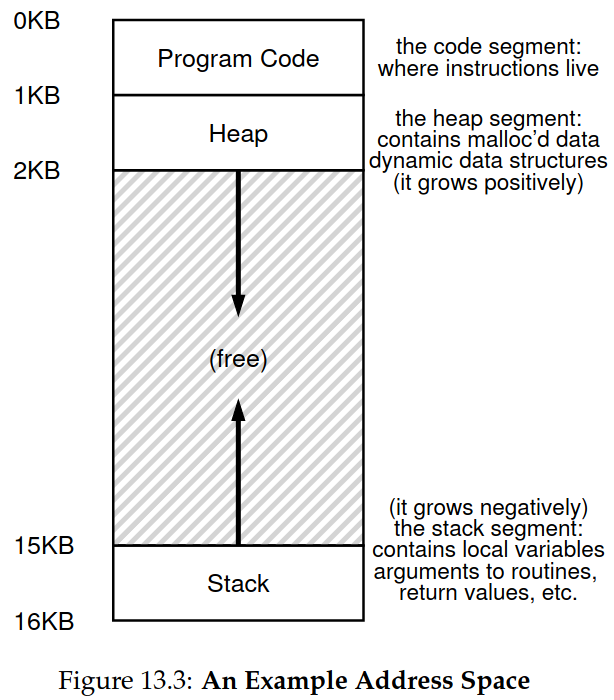 0KB
Program Code
the code segment:
where instructions live
1KB
Heap
the heap segment:
contains malloc'd data
dynamic data structures
(it grows positively)
2KB
(free)
(it grows negatively)
the stack segment:
contains local variables
arguments to routines,
return values, etc.
15KB
Stack
16KB
Figure 13.3: An Example Address Space